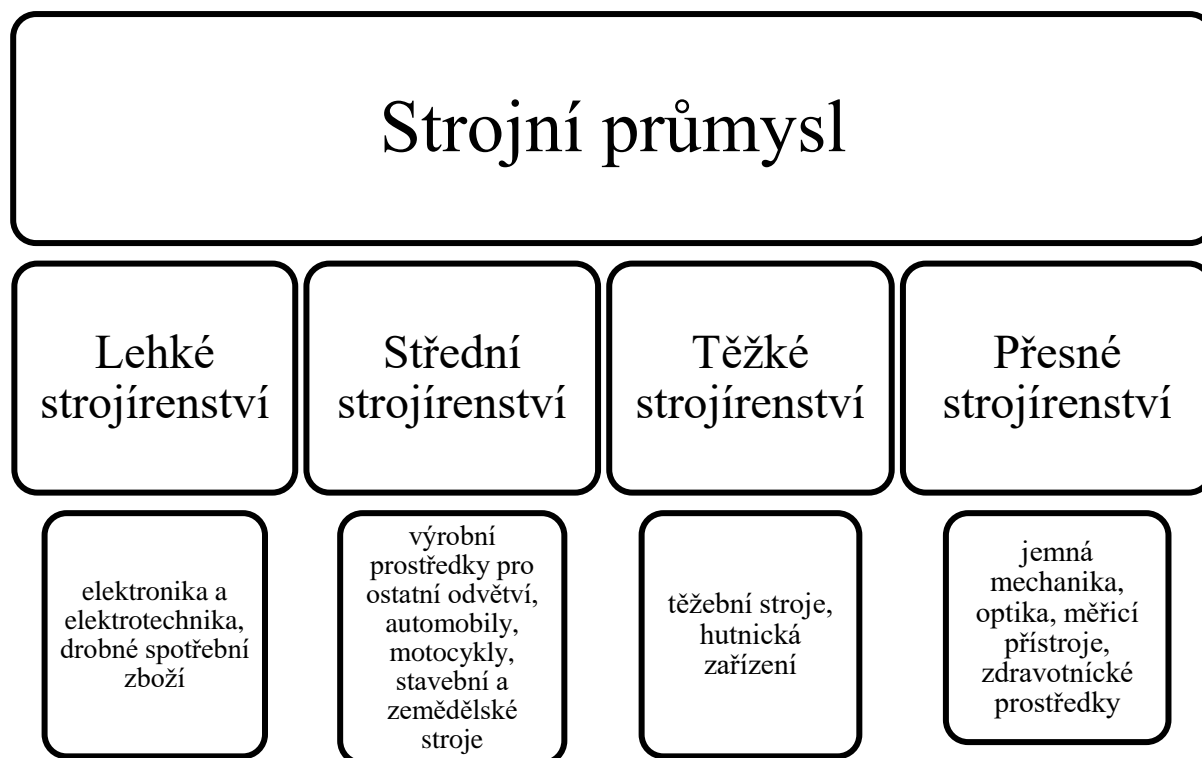 Strojní průmysl
Lehké
strojírenství
Střední
strojírenství
Těžké
strojírenství
Přesné
strojírenství
elektronika a
elektrotechnika,
drobné spotřební
zboží
výrobní
prostředky pro
ostatní odvětví,
automobily,
motocykly,
stavební a
zemědělské
stroje
těžební stroje,
hutnická
zařízení
jemná
mechanika,
optika, měřicí
přístroje,
zdravotnícké
prostředky